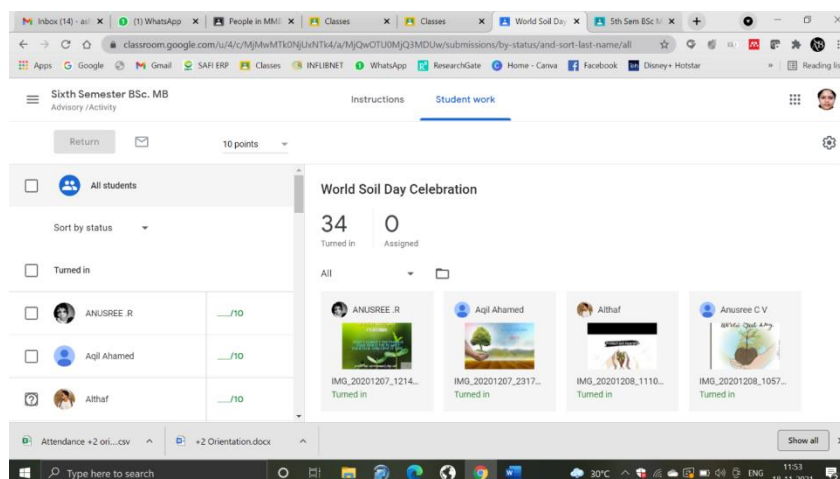 Inbox (14) - asl
(1) WhatsApp
People in MMB
Classes
Classes
World Soil Day
5th Sem BSc M
classroom.google.com/u/4/c/MjMwMTk0NjUxNTk4/a/MjQwOTU0MjQ3MDUw/submissions/by-status/and-sort-last-name/all
Apps
Google
Gmail
SAFI ERP
Classes
INFLIBNET
WhatsApp
ResearchGate
Home - Canva
Facebook
Disney+ Hotstar
Reading list
Sixth Semester BSc. MB
Advisory /Activity
Instructions
Student work
Return
10 points
All students
Sort by status
Turned in
ANUSREE .R
__/10
Aqil Ahamed
__/10
Althaf
__/10
World Soil Day Celebration
34
Turned in
0
Assigned
All
ANUSREE .R
IMG_20201207_1214...
Turned in
Aqil Ahamed
IMG_20201207_2317...
Turned in
Althaf
IMG_20201208_1110...
Turned in
Anusree C V
World Soil day
IMG_20201208_1057...
Turned in
Attendance +2 ori....csv
+2 Orientation.docx
Show all
Type here to search
30°C
ENG
11:53
18-11-2021